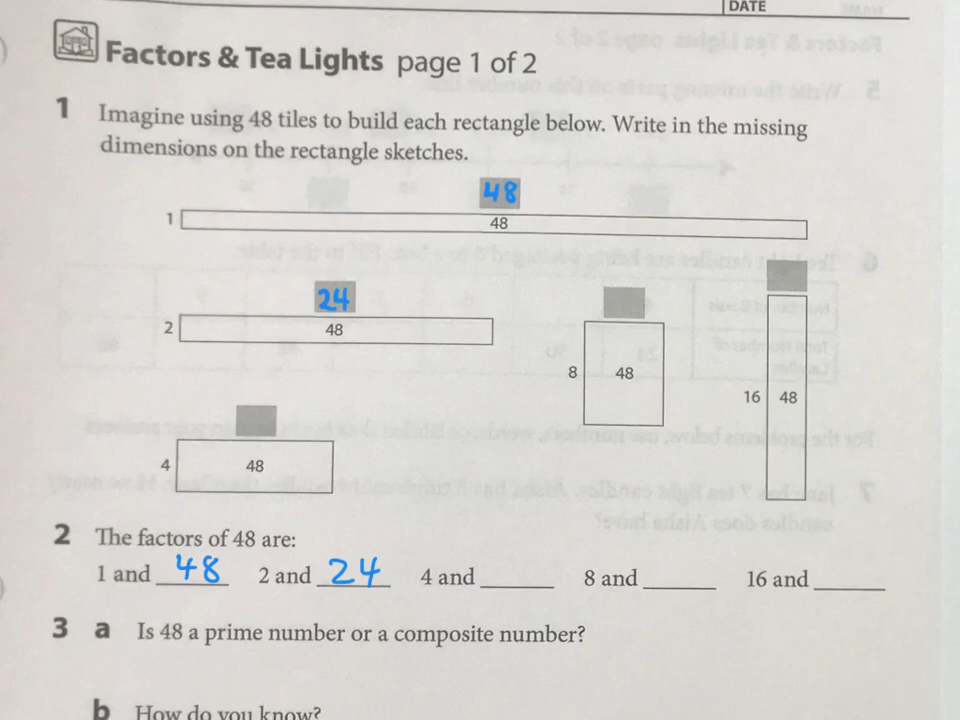 DATE
Factors & Tea Lights page 1 of 2
1 Imagine using 48 tiles to build each rectangle below. Write in the missing
dimensions on the rectangle sketches.
48
1 48
24
2 48
8 48
16 48
4 48
2 The factors of 48 are:
1 and 48 2 and 24 4 and ______ 8 and ______ 16 and ______
3 a Is 48 a prime number or a composite number?
b How do you know?